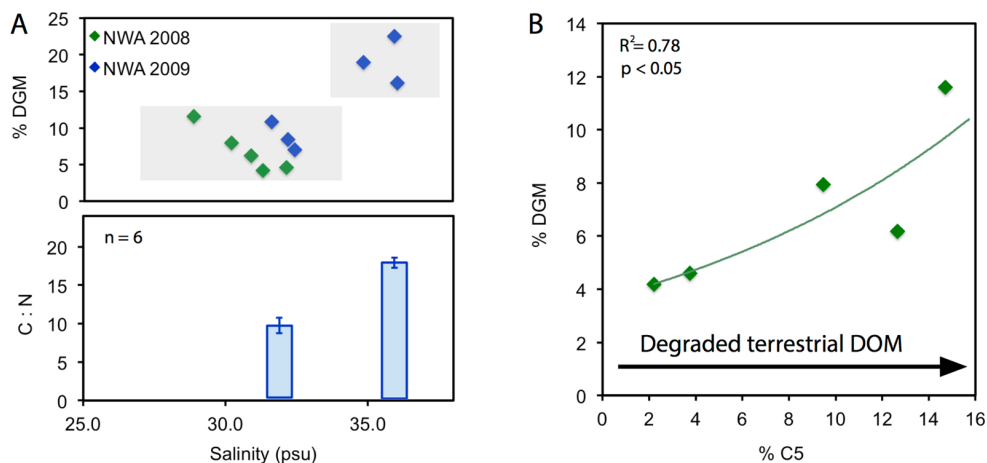 A
NWA 2008
NWA 2009
% DGM
25
20
15
10
5
0
n = 6
C : N
20
15
10
5
0
25.0 30.0 35.0
Salinity (psu)
B
R²= 0.78
p < 0.05
% DGM
14
12
10
8
6
4
2
0
Degraded terrestrial DOM
0 2 4 6 8 10 12 14 16
% C5